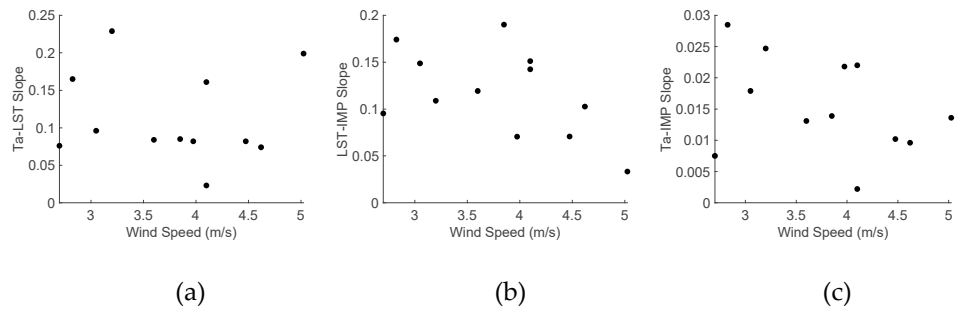 0.25
0.2
0.15
0.1
0.05
0
Ta-LST Slope
3 3.5 4 4.5 5
Wind Speed (m/s)
(a)
0.2
0.15
0.1
0.05
0
LST-IMP Slope
3 3.5 4 4.5 5
Wind Speed (m/s)
(b)
0.03
0.025
0.02
0.015
0.01
0.005
0
Ta-IMP Slope
3 3.5 4 4.5 5
Wind Speed (m/s)
(c)